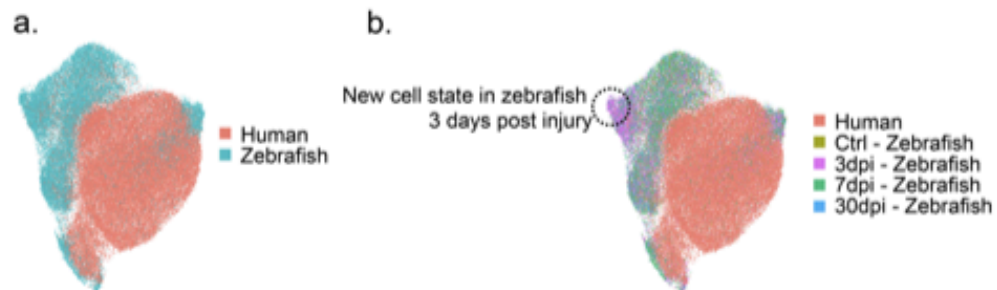 a.
Human
Zebrafish
b.
New cell state in zebrafish
3 days post injury
Human
Ctrl - Zebrafish
3dpi - Zebrafish
7dpi - Zebrafish
30dpi - Zebrafish